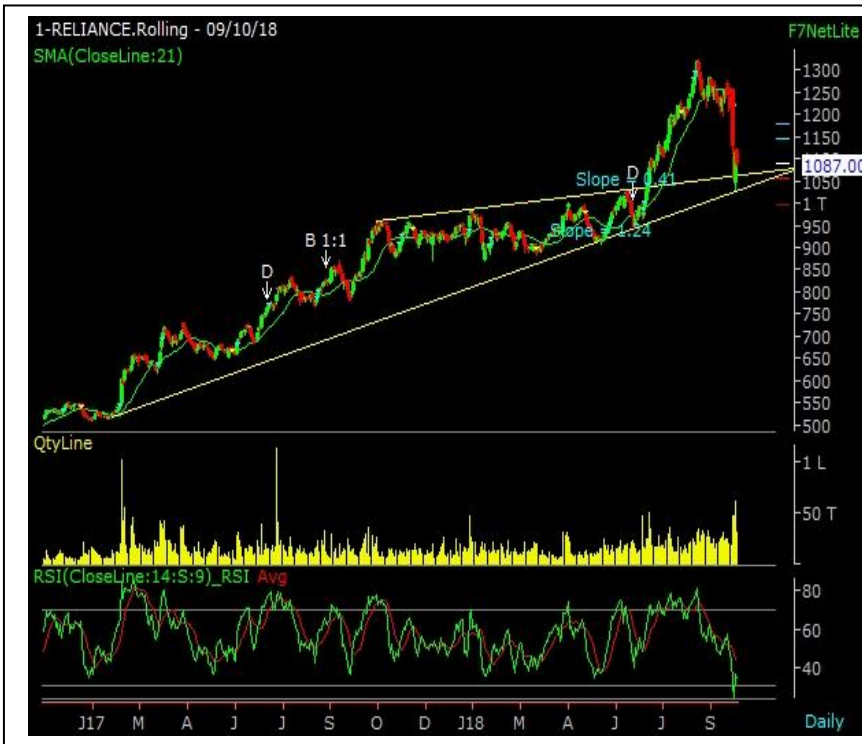 1-RELIANCE.Rolling - 09/10/18 F7NetLite
SMA(CloseLine:21)
1300
1250
1200
1150
1087.00
1050
1 T
950
900
850
800
750
700
650
600
550
500
Slope = 0.41
D
Slope = 1.24
B 1:1
D
QtyLine
1 L
50 T
RSI(CloseLine:14:S:9)_RSI Avg
80
60
40
J17 M A J J S O D J18 M A J J S Daily